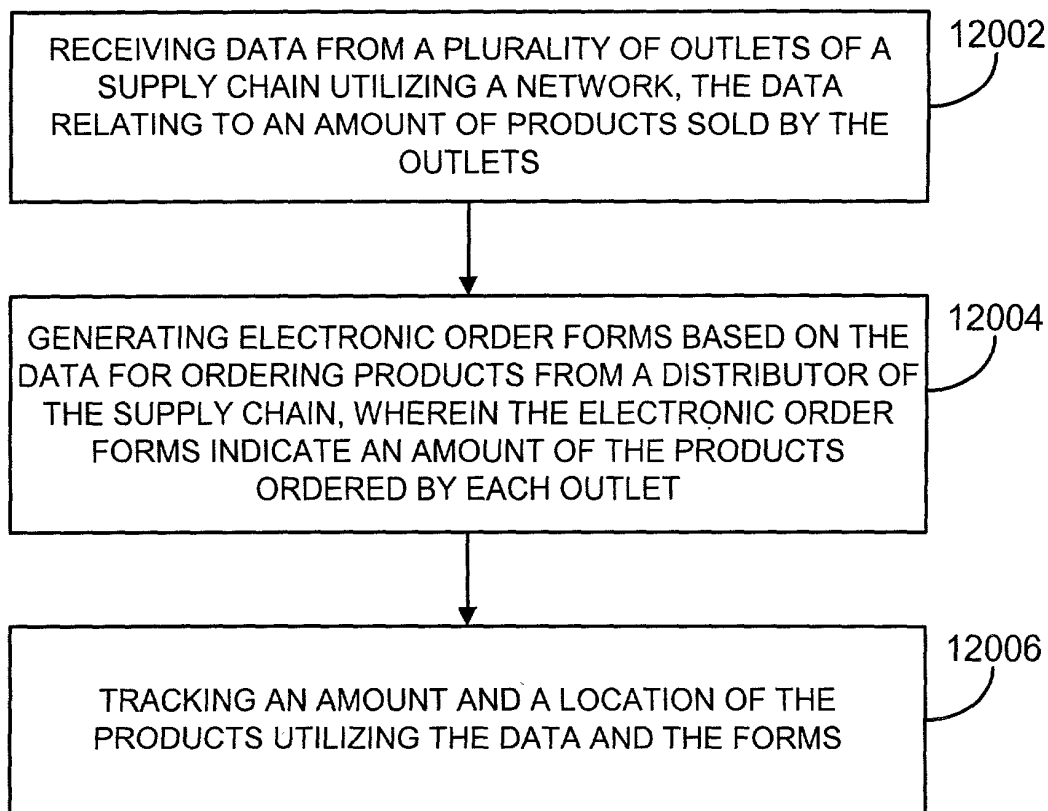 RECEIVING DATA FROM A PLURALITY OF OUTLETS OF A
SUPPLY CHAIN UTILIZING A NETWORK, THE DATA
RELATING TO AN AMOUNT OF PRODUCTS SOLD BY THE
OUTLETS
12002
GENERATING ELECTRONIC ORDER FORMS BASED ON THE
DATA FOR ORDERING PRODUCTS FROM A DISTRIBUTOR OF
THE SUPPLY CHAIN, WHEREIN THE ELECTRONIC ORDER
FORMS INDICATE AN AMOUNT OF THE PRODUCTS
ORDERED BY EACH OUTLET
12004
TRACKING AN AMOUNT AND A LOCATION OF THE
PRODUCTS UTILIZING THE DATA AND THE FORMS
12006